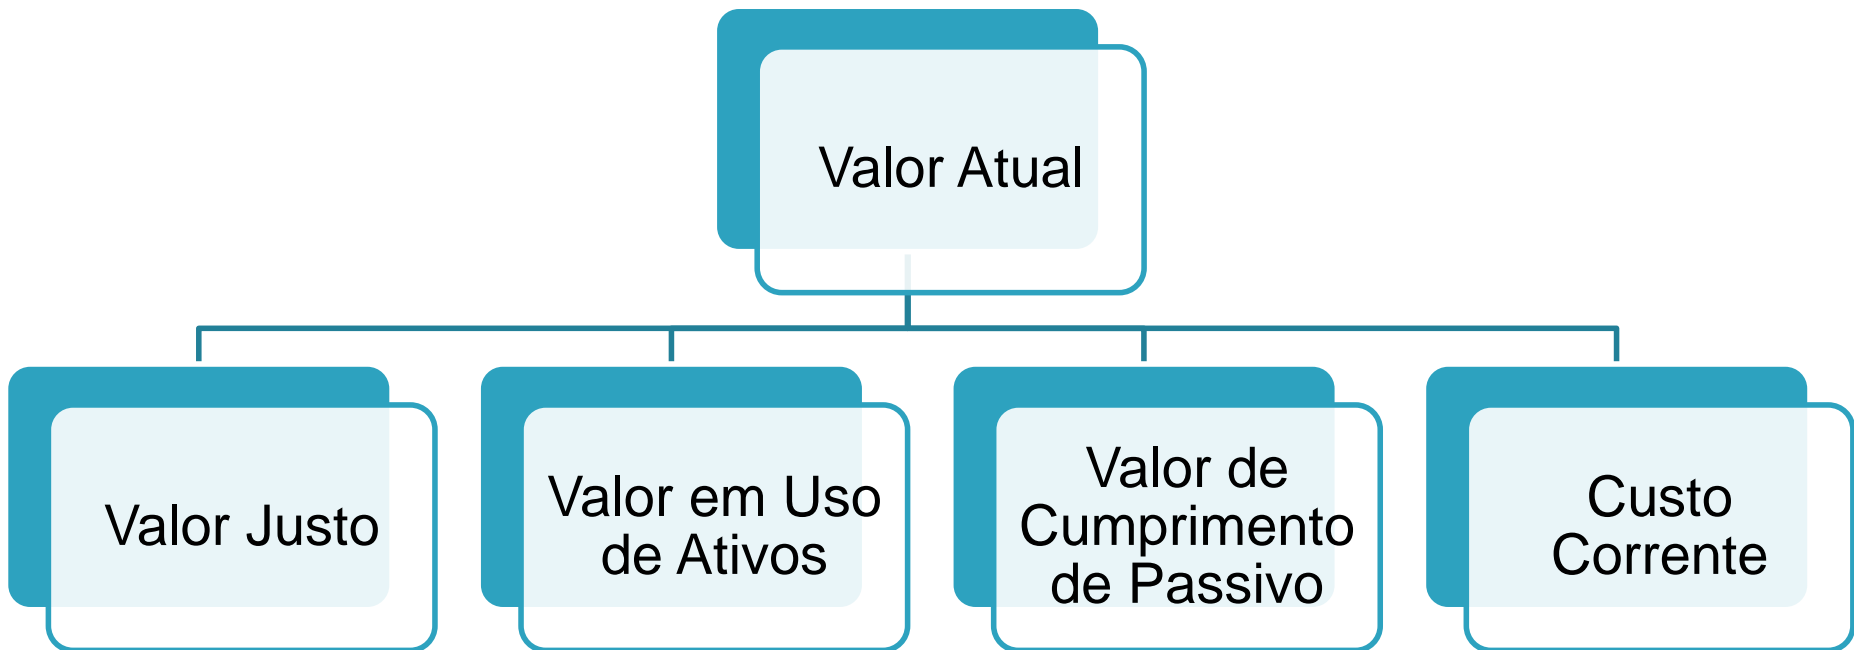 Valor Atual
Valor Justo
Valor em Uso
de Ativos
Valor de
Cumprimento
de Passivo
Custo
Corrente